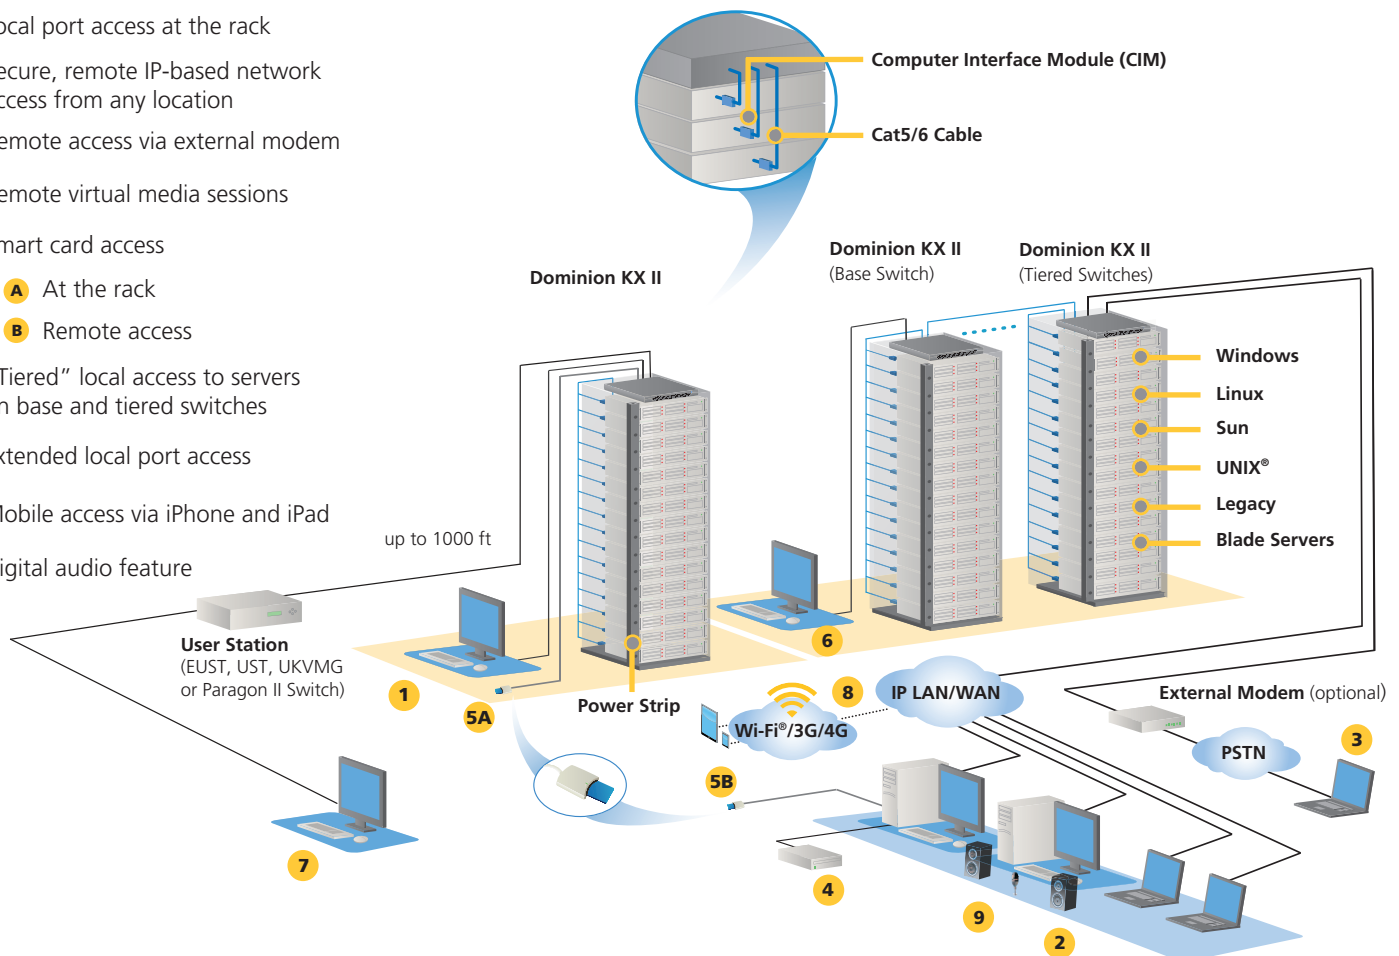 ocal port access at the rack
ecure, remote IP-based network
ccess from any location
emote access via external modem
emote virtual media sessions
mart card access
A At the rack
B Remote access
Tiered” local access to servers
n base and tiered switches
xtended local port access
Mobile access via iPhone and iPad
igital audio feature
Computer Interface Module (CIM)
Cat5/6 Cable
Dominion KX II
Dominion KX II
(Base Switch)
Dominion KX II
(Tiered Switches)
Windows
Linux
Sun
UNIX®
Legacy
Blade Servers
up to 1000 ft
User Station
(EUST, UST, UKVMG
or Paragon II Switch)
1
5A
Power Strip
6
8
IP LAN/WAN
Wi-Fi®/3G/4G
External Modem (optional)
PSTN
3
5B
7
4
9
2